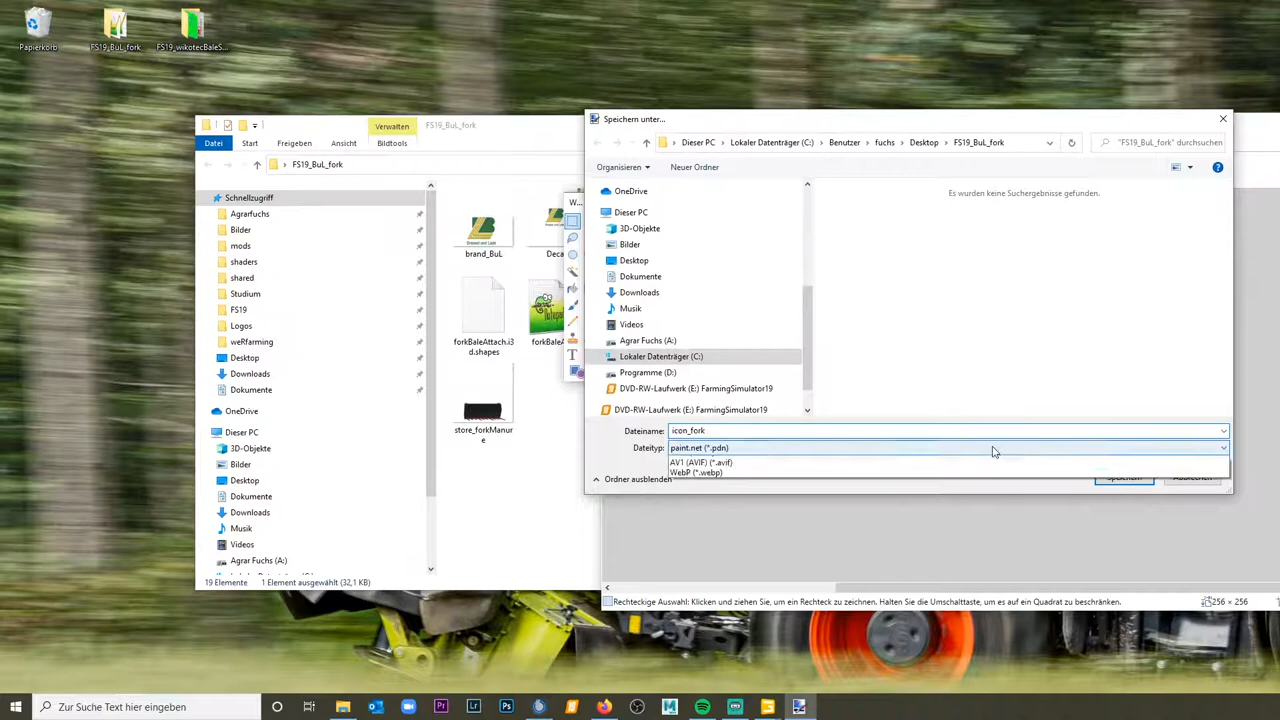 Papierkorb
FS19_BuL_fork
FS19_wikotecBaleS...
Verwalten
FS19_BuL_fork
Datei
Start
Freigeben
Ansicht
Bildtools
FS19_BuL_fork
Schnellzugriff
Agrarfuchs
Bilder
mods
shaders
shared
Studium
FS19
Logos
weRfarming
Desktop
Downloads
Dokumente
OneDrive
Dieser PC
3D-Objekte
Bilder
Desktop
Dokumente
Downloads
Musik
Videos
Agrar Fuchs (A:)
brand_BuL
Deca
forkBaleAttach.i
3d.shapes
forkBaleA
store_forkManur
e
19 Elemente
1 Element ausgewählt (32,1 KB)
W...
Speichern unter...
Dieser PC
Lokaler Datenträger (C:)
Benutzer
fuchs
Desktop
FS19_BuL_fork
"FS19_BuL_fork" durchsuchen
Organisieren
Neuer Ordner
OneDrive
Dieser PC
3D-Objekte
Bilder
Desktop
Dokumente
Downloads
Musik
Videos
Agrar Fuchs (A:)
Lokaler Datenträger (C:)
Programme (D:)
DVD-RW-Laufwerk (E:) FarmingSimulator19
DVD-RW-Laufwerk (E:) FarmingSimulator19
Es wurden keine Suchergebnisse gefunden.
Dateiname:
icon_fork
Dateityp:
paint.net (*.pdn)
AV1 (AVIF) (*.avif)
WebP (*.webp)
Ordner ausblenden
Speichern
Abbrechen
Rechteckige Auswahl: Klicken und ziehen Sie, um ein Rechteck zu zeichnen. Halten Sie die Umschalttaste, um es auf ein Quadrat zu beschränken.
256 × 256
Zur Suche Text hier eingeben